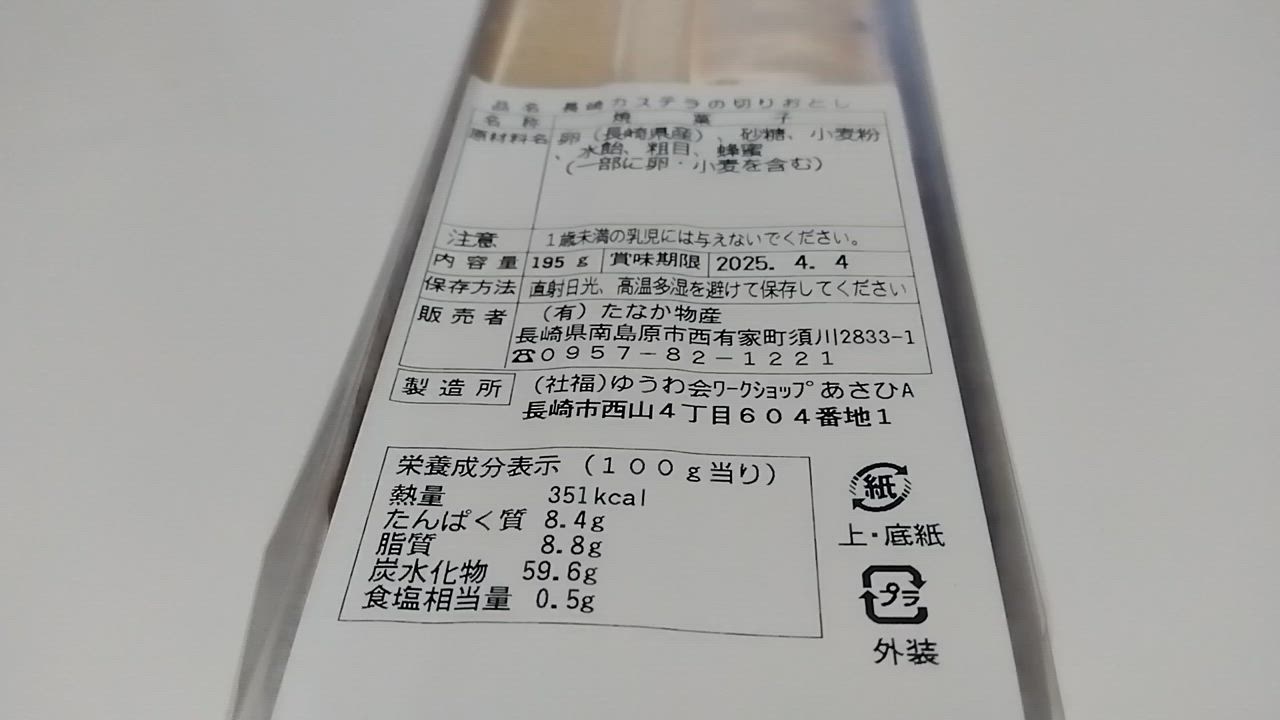 品名 長崎カステラの切りおとし
名称 焼菓子
原材料名 卵（長崎県産）、砂糖、小麦粉
、水飴、粗目、蜂蜜
（一部に卵・小麦を含む）
注意 1歳未満の乳児には与えないでください。
内容量 195g 賞味期限 2025. 4. 4
保存方法 直射日光、高温多湿を避けて保存してください
販売者 （有）たなか物産
長崎県南島原市西有家町須川2833-1
☎０９５７－８２－１２２１
製造所 （社福）ゆうわ会ﾜｰｸｼｮｯﾌﾟあさひA
長崎市西山４丁目６０４番地１
栄養成分表示（１００ｇ当り）
熱量 351kcal
たんぱく質 8.4g
脂質 8.8g
炭水化物 59.6g
食塩相当量 0.5g
紙
上・底紙
プラ
外装